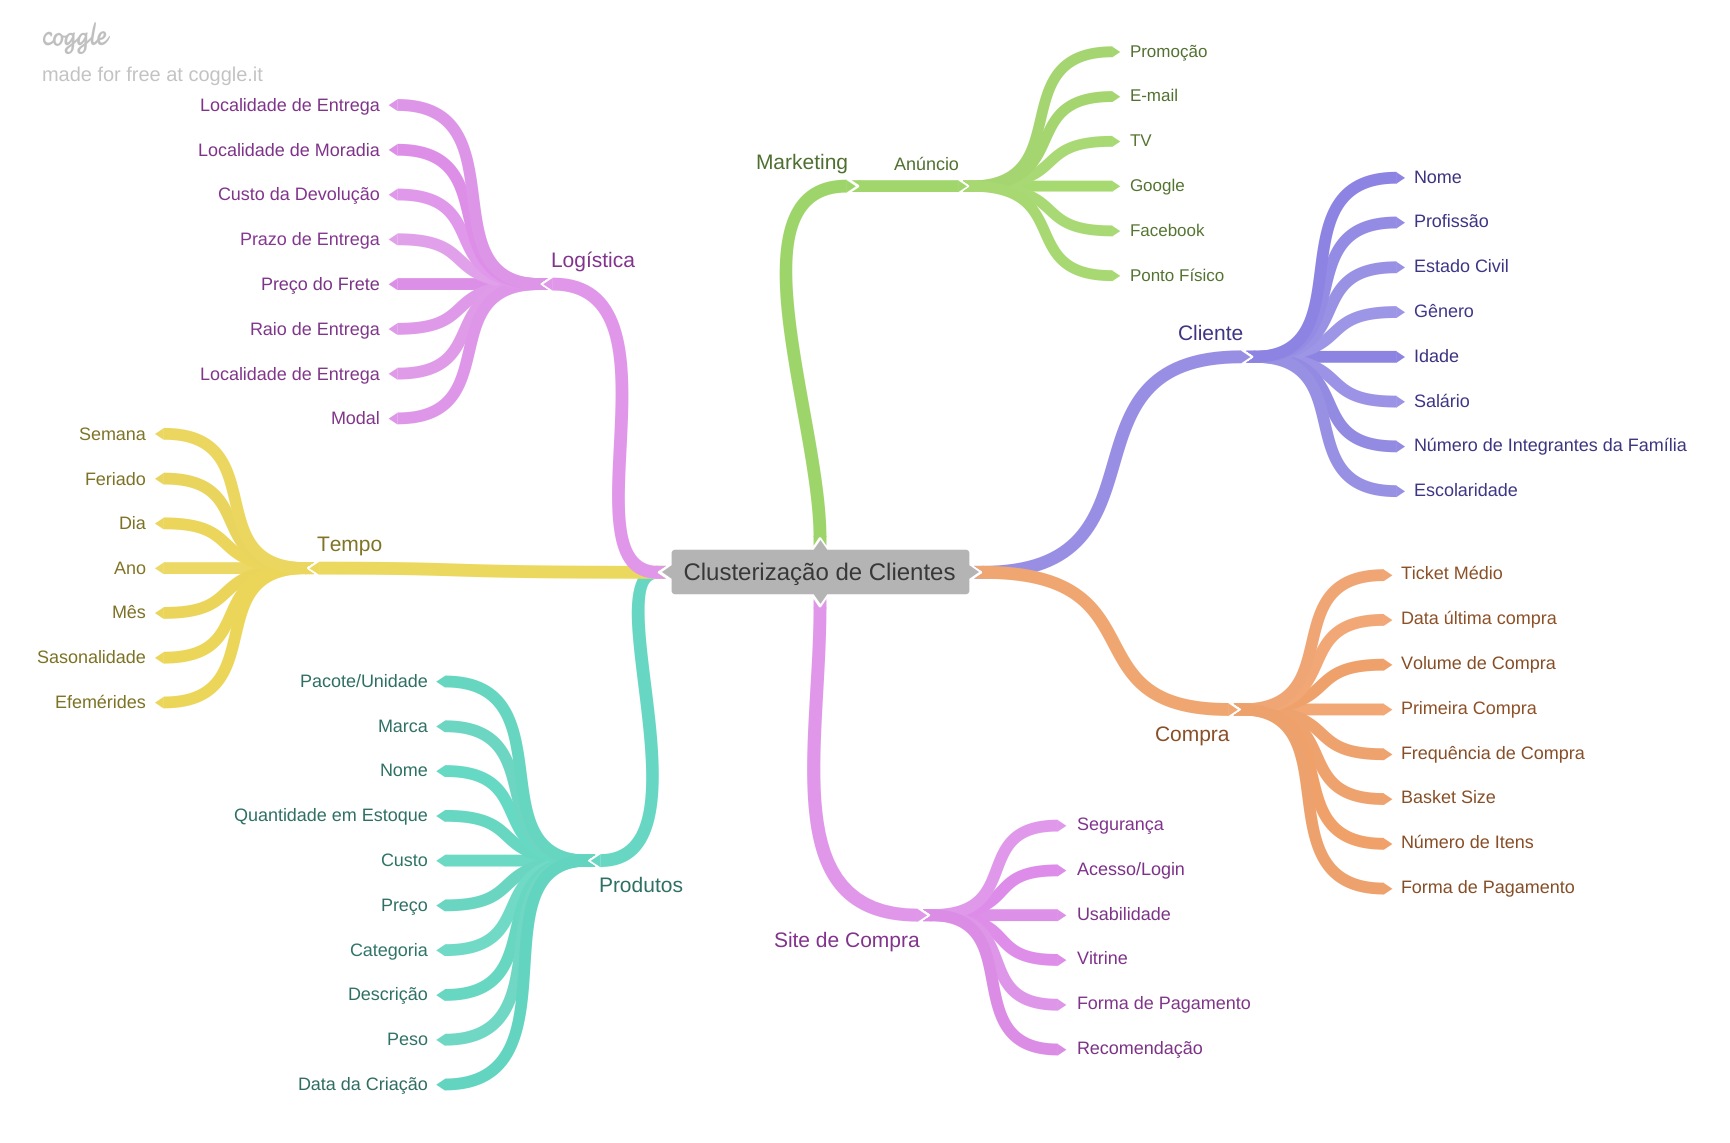 coggle
made for free at coggle.it
Clusterização de Clientes
Marketing
Anúncio
Promoção
E-mail
TV
Google
Facebook
Ponto Físico
Cliente
Nome
Profissão
Estado Civil
Gênero
Idade
Salário
Número de Integrantes da Família
Escolaridade
Compra
Ticket Médio
Data última compra
Volume de Compra
Primeira Compra
Frequência de Compra
Basket Size
Número de Itens
Forma de Pagamento
Site de Compra
Segurança
Acesso/Login
Usabilidade
Vitrine
Forma de Pagamento
Recomendação
Logística
Localidade de Entrega
Localidade de Moradia
Custo da Devolução
Prazo de Entrega
Preço do Frete
Raio de Entrega
Localidade de Entrega
Modal
Tempo
Semana
Feriado
Dia
Ano
Mês
Sasonalidade
Efemérides
Produtos
Pacote/Unidade
Marca
Nome
Quantidade em Estoque
Custo
Preço
Categoria
Descrição
Peso
Data da Criação